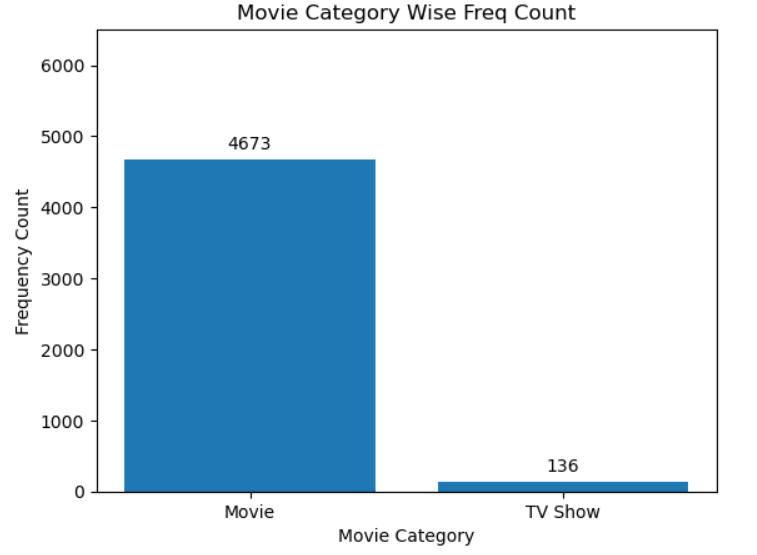 Movie Category Wise Freq Count
6000
5000
4673
4000
Frequency Count
3000
2000
1000
136
0
Movie
TV Show
Movie Category